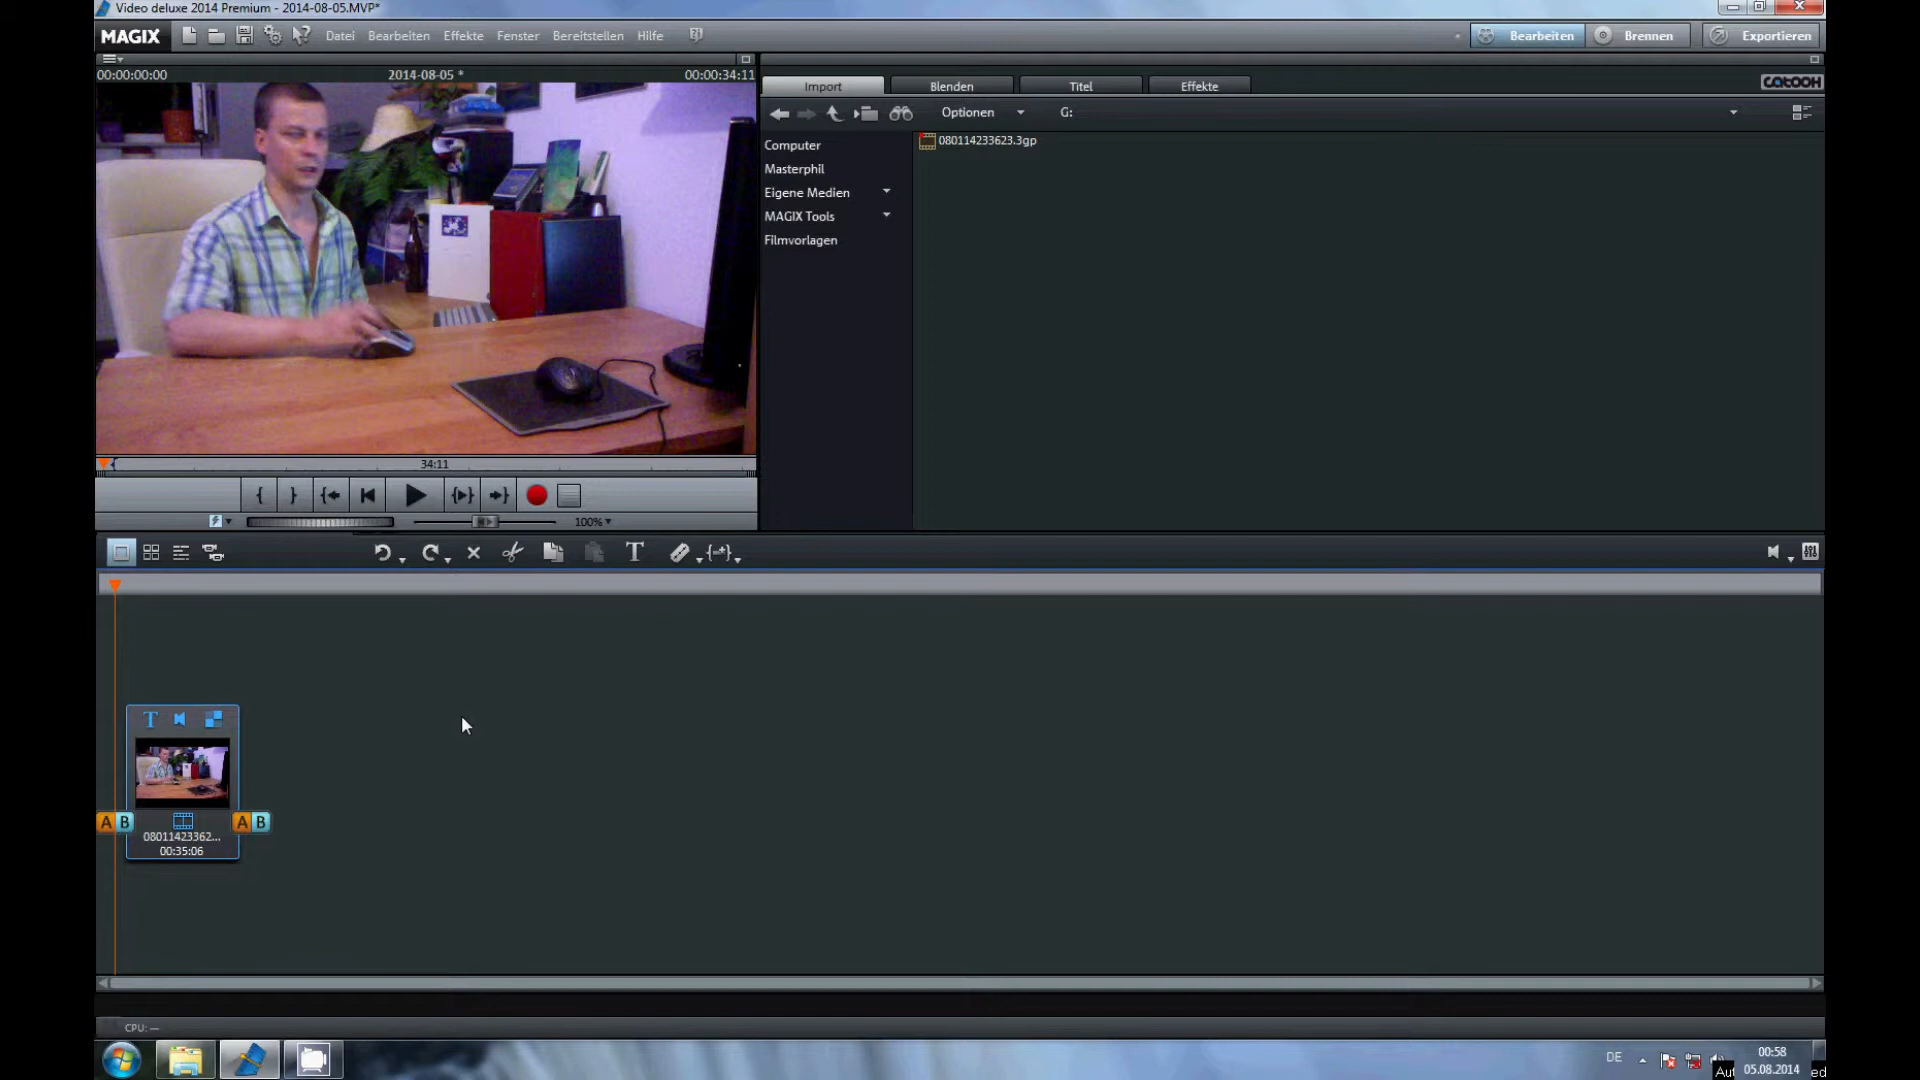 Video deluxe 2014 Premium - 2014-08-05.MVP*
MAGIX Datei Bearbeiten Effekte Fenster Bereitstellen Hilfe Bearbeiten Brennen Exportieren
00:00:00:00 2014-08-05 * 00:00:34:11
Import Blenden Titel Effekte catooh
Optionen G:
Computer
Masterphil
Eigene Medien
MAGIX Tools
Filmvorlagen
080114233623.3gp
34:11
100%
T
T
A B A B
08011423362...
00:35:06
CPU: —
DE 00:58
05.08.2014